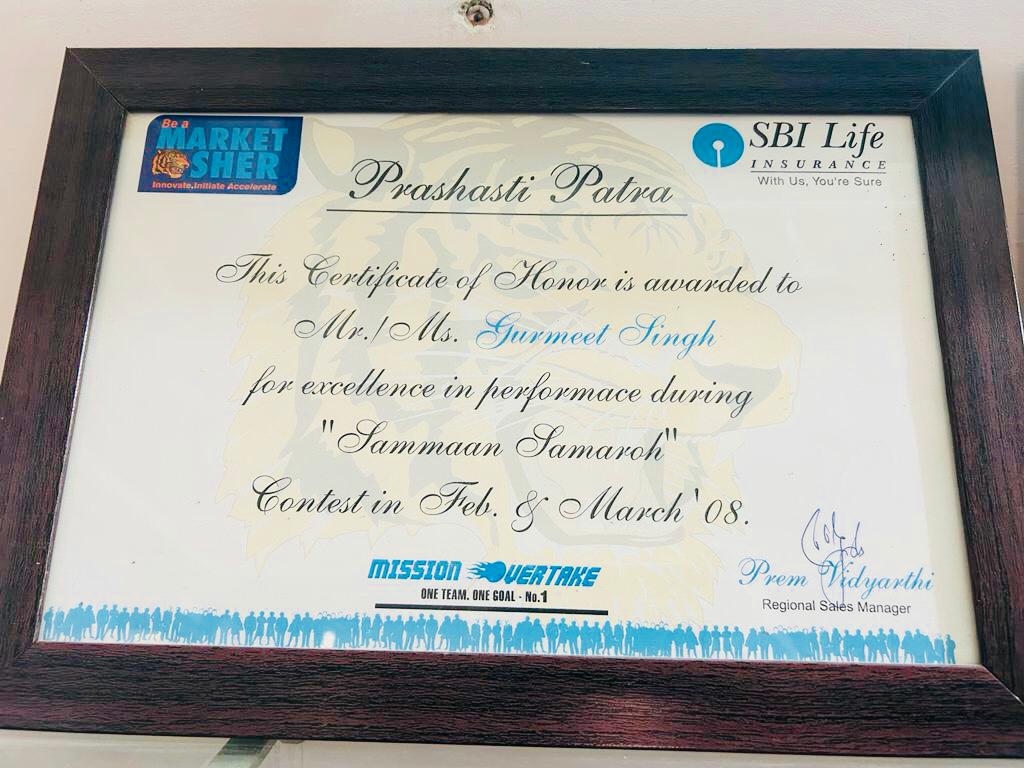 Be a
MARKET
SHER
Innovate,Initiate Accelerate
SBI Life
INSURANCE
With Us, You're Sure
Prashasti Patra
This Certificate of Honor is awarded to
Mr./Ms. Gurmeet Singh
for excellence in performace during
"Sammaan Samaroh"
Contest in Feb. & March'08.
MISSION OVERTAKE
ONE TEAM. ONE GOAL - No.1
Prem Vidyarthi
Regional Sales Manager